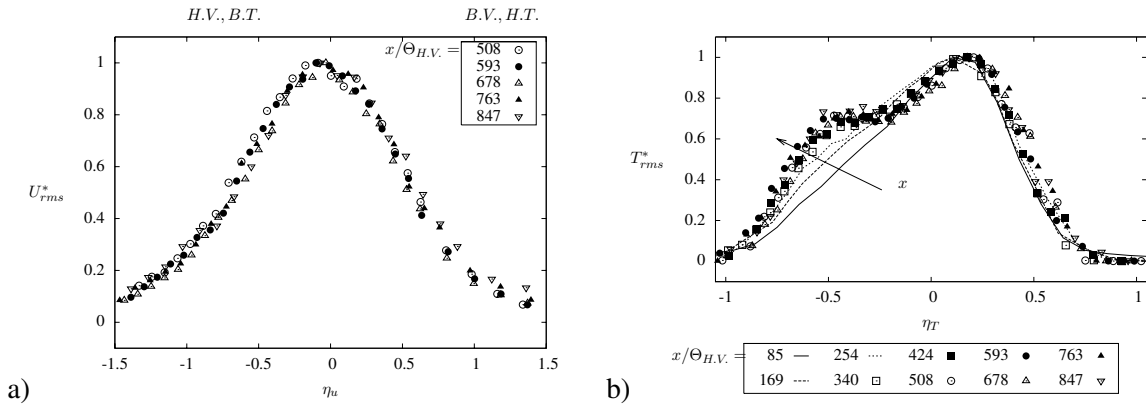 H.V., B.T.
B.V., H.T.
x/Θ_{H.V.} =
508
593
678
763
847
1
0.8
0.6
0.4
0.2
0
U*_{rms}
-1.5 -1 -0.5 0 0.5 1 1.5
η_u
a)
1
0.8
0.6
0.4
0.2
0
T*_{rms}
x
-1 -0.5 0 0.5 1
η_T
x/Θ_{H.V.} = 85 254 424 593 763
169 340 508 678 847
b)